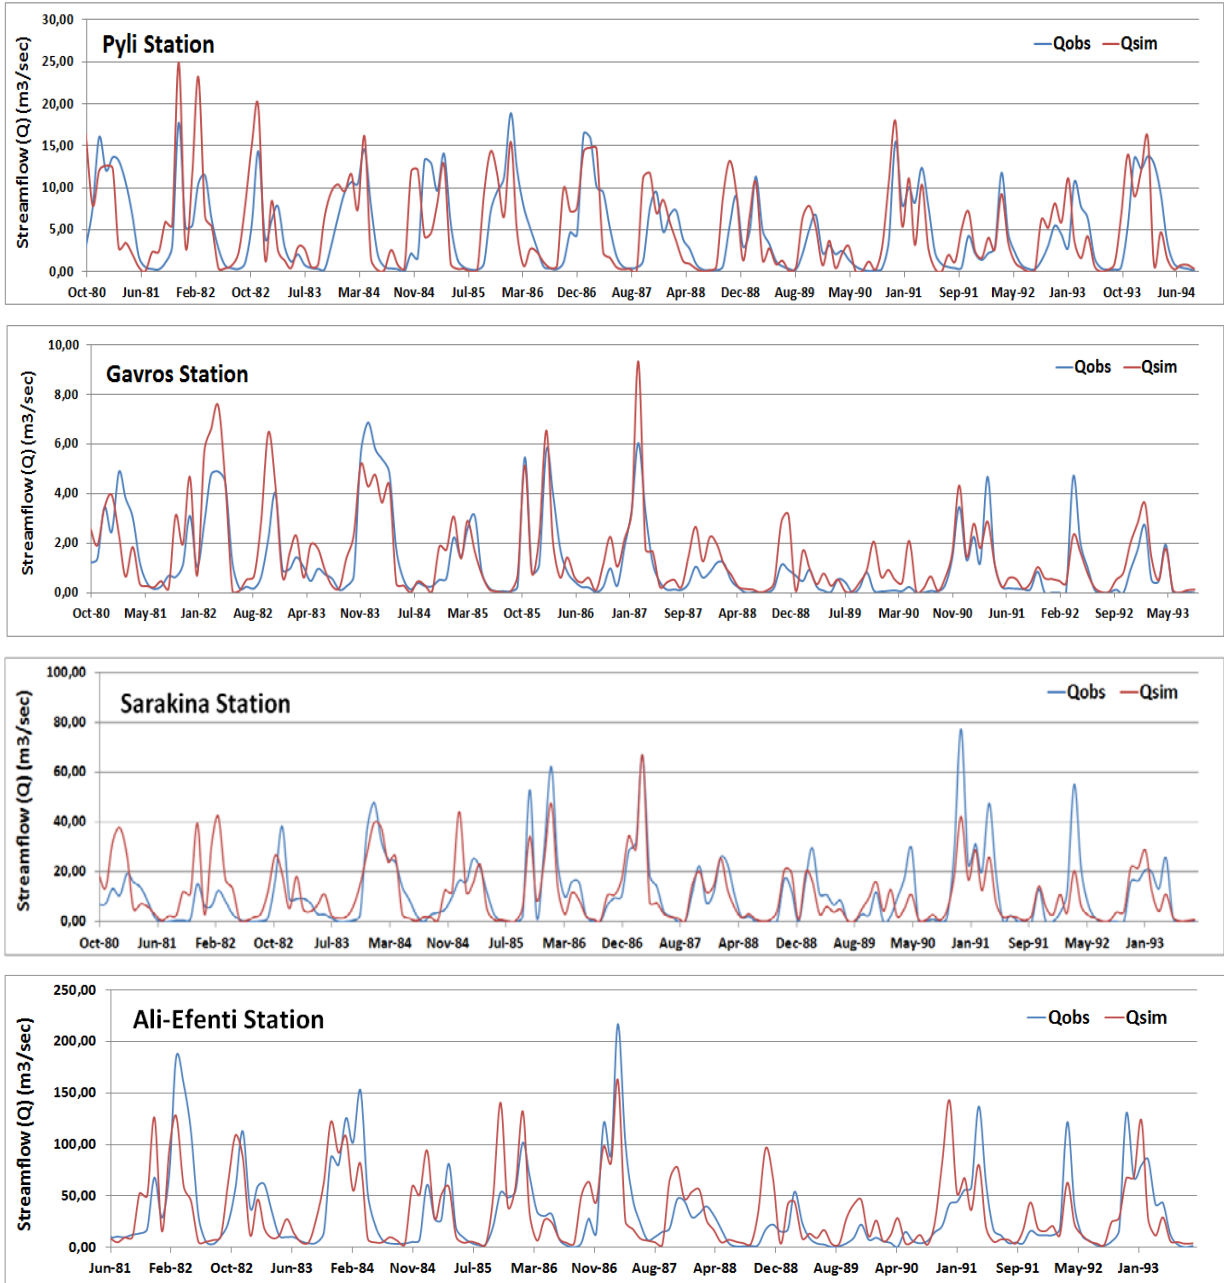 Pyli Station
Qobs Qsim
Streamflow (Q) (m3/sec)
30,00
25,00
20,00
15,00
10,00
5,00
0,00
Oct-80 Jun-81 Feb-82 Oct-82 Jul-83 Mar-84 Nov-84 Jul-85 Mar-86 Dec-86 Aug-87 Apr-88 Dec-88 Aug-89 May-90 Jan-91 Sep-91 May-92 Jan-93 Oct-93 Jun-94
Gavros Station
Qobs Qsim
Streamflow (Q) (m3/sec)
10,00
8,00
6,00
4,00
2,00
0,00
Oct-80 May-81 Jan-82 Aug-82 Apr-83 Nov-83 Jul-84 Mar-85 Oct-85 Jun-86 Jan-87 Sep-87 Apr-88 Dec-88 Jul-89 Mar-90 Nov-90 Jun-91 Feb-92 Sep-92 May-93
Sarakina Station
Qobs Qsim
Streamflow (Q) (m3/sec)
100,00
80,00
60,00
40,00
20,00
0,00
Oct-80 Jun-81 Feb-82 Oct-82 Jul-83 Mar-84 Nov-84 Jul-85 Mar-86 Dec-86 Aug-87 Apr-88 Dec-88 Aug-89 May-90 Jan-91 Sep-91 May-92 Jan-93
Ali-Efenti Station
Qobs Qsim
Streamflow (Q) (m3/sec)
250,00
200,00
150,00
100,00
50,00
0,00
Jun-81 Feb-82 Oct-82 Jun-83 Feb-84 Nov-84 Jul-85 Mar-86 Nov-86 Aug-87 Apr-88 Dec-88 Aug-89 Apr-90 Jan-91 Sep-91 May-92 Jan-93